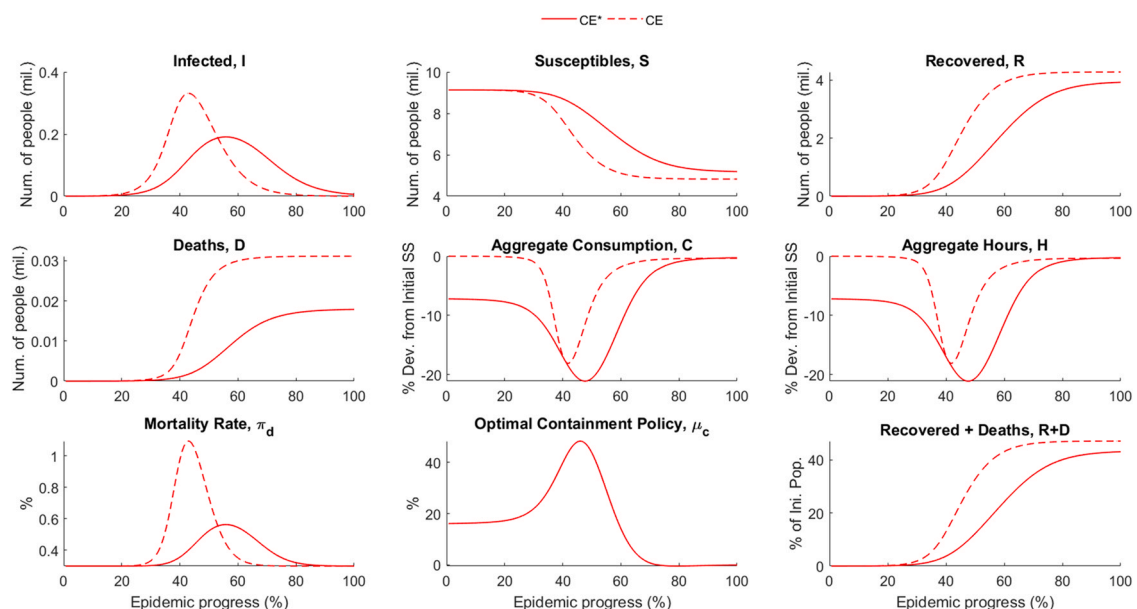 CE* CE
Infected, I
Num. of people (mil.)
0.4
0.2
0
0 20 40 60 80 100
Susceptibles, S
Num. of people (mil.)
10
8
6
4
0 20 40 60 80 100
Recovered, R
Num. of people (mil.)
4
2
0
0 20 40 60 80 100
Deaths, D
Num. of people (mil.)
0.03
0.02
0.01
0
0 20 40 60 80 100
Aggregate Consumption, C
% Dev. from Initial SS
0
-10
-20
0 20 40 60 80 100
Aggregate Hours, H
% Dev. from Initial SS
0
-10
-20
0 20 40 60 80 100
Mortality Rate, πd
%
1
0.8
0.6
0.4
0 20 40 60 80 100
Epidemic progress (%)
Optimal Containment Policy, μc
%
40
20
0
0 20 40 60 80 100
Epidemic progress (%)
Recovered + Deaths, R+D
% of Ini. Pop.
40
20
0
0 20 40 60 80 100
Epidemic progress (%)